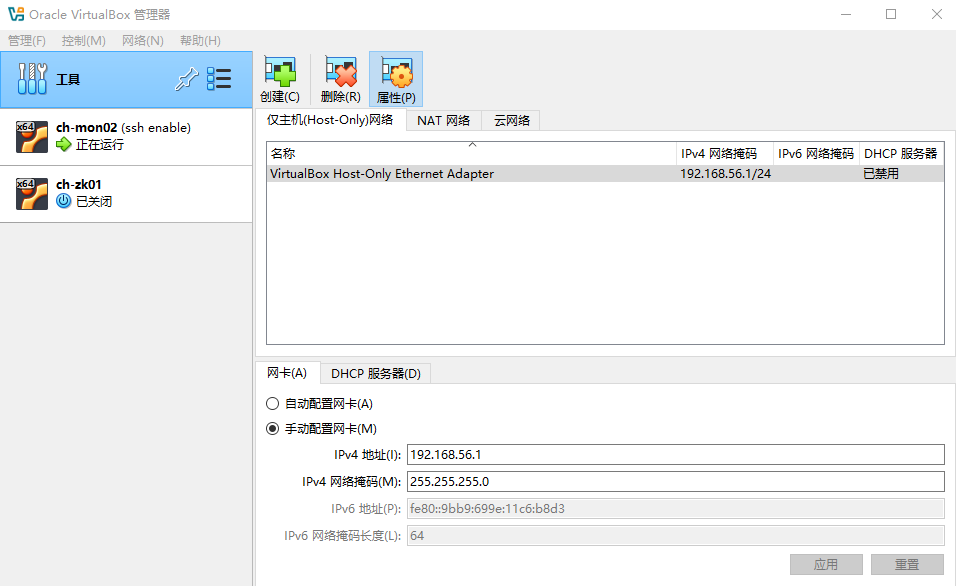 Oracle VirtualBox 管理器
管理(F) 控制(M) 网络(N) 帮助(H)
工具
x64
ch-mon02 (ssh enable)
正在运行
x64
ch-zk01
已关闭
创建(C) 删除(R) 属性(P)
仅主机(Host-Only)网络 NAT 网络 云网络
名称 IPv4 网络掩码 IPv6 网络掩码 DHCP 服务器
VirtualBox Host-Only Ethernet Adapter 192.168.56.1/24 已禁用
网卡(A) DHCP 服务器(D)
自动配置网卡(A)
手动配置网卡(M)
IPv4 地址(I): 192.168.56.1
IPv4 网络掩码(M): 255.255.255.0
IPv6 地址(P): fe80::9bb9:699e:11c6:b8d3
IPv6 网络掩码长度(L): 64
应用 重置